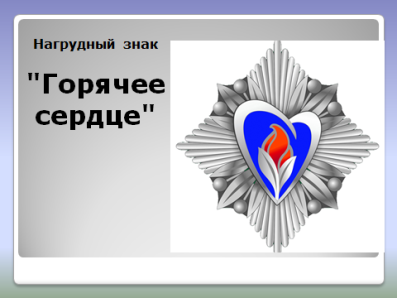 Нагрудный знак
"Горячее
сердце"